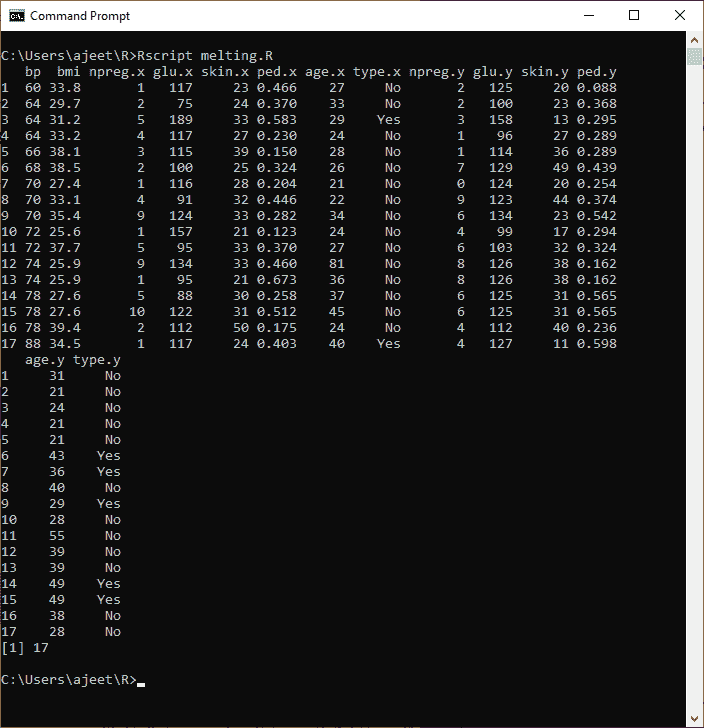 Command Prompt
C:\Users\ajeet\R>Rscript melting.R
   bp  bmi npreg.x glu.x skin.x ped.x age.x type.x npreg.y glu.y skin.y ped.y
1  60 33.8       1   117     23 0.466    27     No       2   125     20 0.088
2  64 29.7       2    75     24 0.370    33     No       2   100     23 0.368
3  64 31.2       5   189     33 0.583    29    Yes       3   158     13 0.295
4  64 33.2       4   117     27 0.230    24     No       1    96     27 0.289
5  66 38.1       3   115     39 0.150    28     No       1   114     36 0.289
6  68 38.5       2   100     25 0.324    26     No       7   129     49 0.439
7  70 27.4       1   116     28 0.204    21     No       0   124     20 0.254
8  70 33.1       4    91     32 0.446    22     No       9   123     44 0.374
9  70 35.4       9   124     33 0.282    34     No       6   134     23 0.542
10 72 25.6       1   157     21 0.123    24     No       4    99     17 0.294
11 72 37.7       5    95     33 0.370    27     No       6   103     32 0.324
12 74 25.9       9   134     33 0.460    81     No       8   126     38 0.162
13 74 25.9       1    95     21 0.673    36     No       8   126     38 0.162
14 78 27.6       5    88     30 0.258    37     No       6   125     31 0.565
15 78 27.6      10   122     31 0.512    45     No       6   125     31 0.565
16 78 39.4       2   112     50 0.175    24     No       4   112     40 0.236
17 88 34.5       1   117     24 0.403    40    Yes       4   127     11 0.598
   age.y type.y
1     31     No
2     21     No
3     24     No
4     21     No
5     21     No
6     43    Yes
7     36    Yes
8     40     No
9     29    Yes
10    28     No
11    55     No
12    39     No
13    39     No
14    49    Yes
15    49    Yes
16    38     No
17    28     No
[1] 17
C:\Users\ajeet\R>